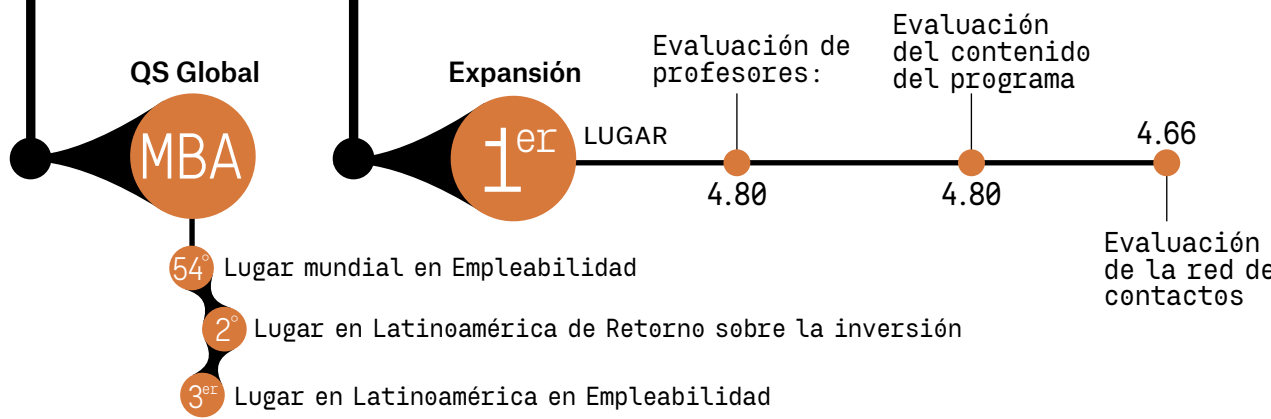 QS Global
MBA
54° Lugar mundial en Empleabilidad
2° Lugar en Latinoamérica de Retorno sobre la inversión
3er Lugar en Latinoamérica en Empleabilidad
Expansión
1er
LUGAR
Evaluación de
profesores:
4.80
Evaluación
del contenido
del programa
4.80
4.66
Evaluación
de la red de
contactos